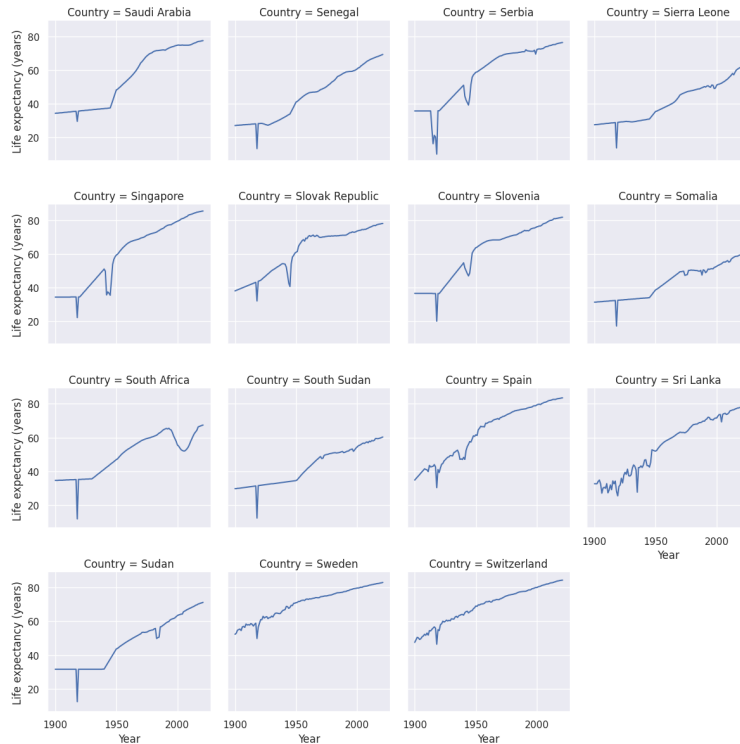 Country = Saudi Arabia
Country = Senegal
Country = Serbia
Country = Sierra Leone
Life expectancy (years)
80
60
40
20
Country = Singapore
Country = Slovak Republic
Country = Slovenia
Country = Somalia
Life expectancy (years)
80
60
40
20
Country = South Africa
Country = South Sudan
Country = Spain
Country = Sri Lanka
Life expectancy (years)
80
60
40
20
1900
1950
2000
Year
Country = Sudan
Country = Sweden
Country = Switzerland
Life expectancy (years)
80
60
40
20
1900
1950
2000
1900
1950
2000
1900
1950
2000
Year
Year
Year